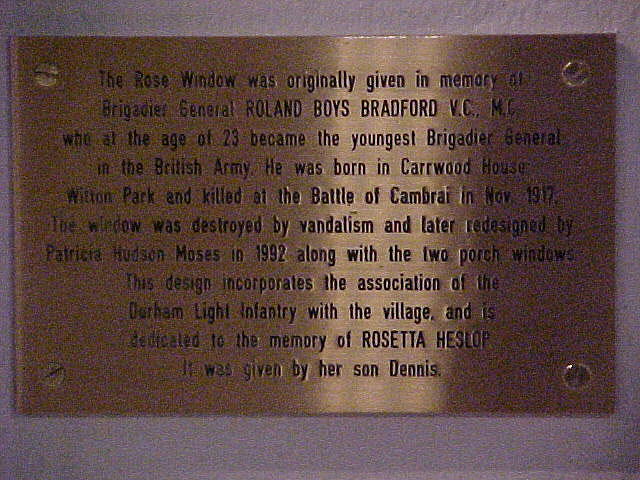 The Rose Window was originally given in memory of
Brigadier General ROLAND BOYS BRADFORD V.C., M.C.
who at the age of 23 became the youngest Brigadier General
in the British Army. He was born in Carrwood House
Witton Park and killed at the Battle of Cambrai in Nov. 1917.
The window was destroyed by vandalism and later redesigned by
Patricia Hudson Moses in 1992 along with the two porch windows.
This design incorporates the association of the
Durham Light Infantry with the village, and is
dedicated to the memory of ROSETTA HESLOP
It was given by her son Dennis.